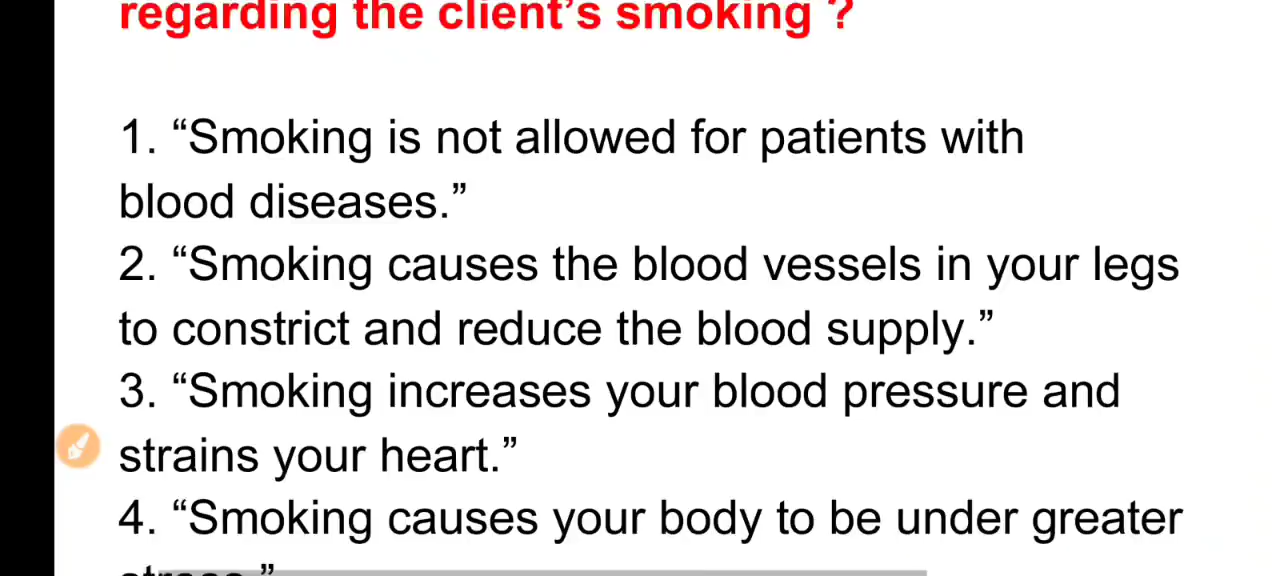 regarding the client’s smoking ?
1. “Smoking is not allowed for patients with
blood diseases.”
2. “Smoking causes the blood vessels in your legs
to constrict and reduce the blood supply.”
3. “Smoking increases your blood pressure and
strains your heart.”
4. “Smoking causes your body to be under greater
stress.”